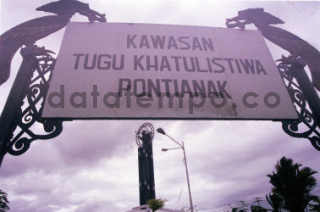 KAWASAN
TUGU KHATULISTIWA
PONTIANAK
datatempo.co